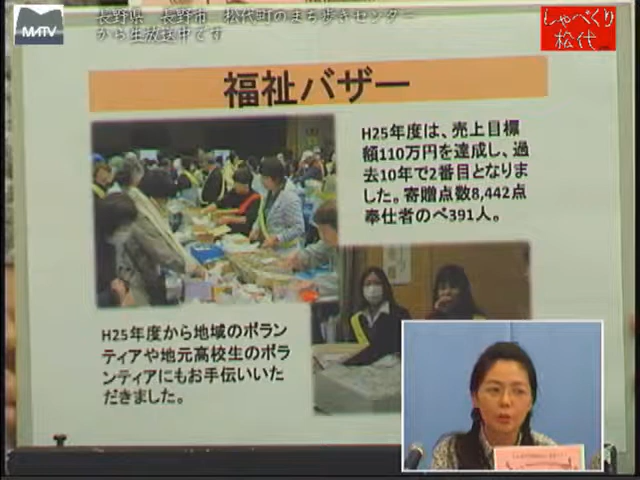 長野県 長野市 松代町のまち歩きセンター
から生放送中です
MATV
しゃべくり
松代
福祉バザー
H25年度は、売上目標
額110万円を達成し、過
去10年で2番目となりま
した。寄贈点数8,442点
奉仕者のべ391人。
H25年度から地域のボラン
ティアや地元高校生のボラ
ンティアにもお手伝いいた
だきました。